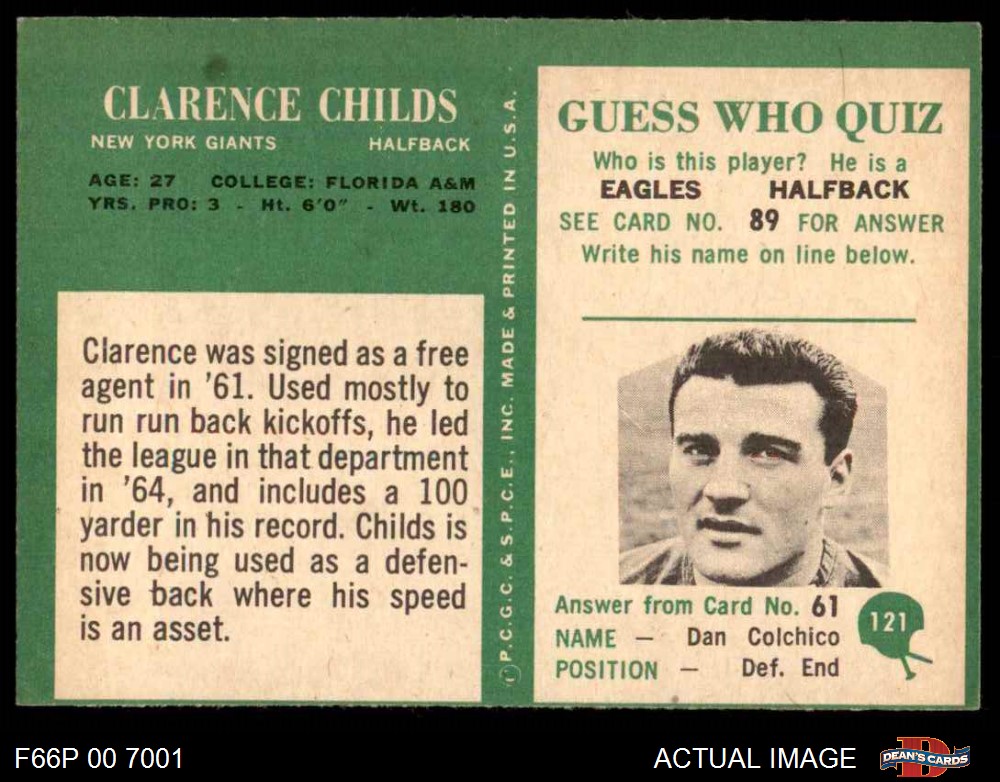 CLARENCE CHILDS
NEW YORK GIANTS HALFBACK
AGE: 27 COLLEGE: FLORIDA A&M
YRS. PRO: 3 - Ht. 6'0" - Wt. 180
Clarence was signed as a free
agent in '61. Used mostly to
run run back kickoffs, he led
the league in that department
in '64, and includes a 100
yarder in his record. Childs is
now being used as a defen-
sive back where his speed
is an asset.
©P.C.G.C. & S.P.C.E., INC. MADE & PRINTED IN U.S.A.
GUESS WHO QUIZ
Who is this player? He is a
EAGLES HALFBACK
SEE CARD NO. 89 FOR ANSWER
Write his name on line below.
Answer from Card No. 61
NAME — Dan Colchico
POSITION — Def. End
121
F66P 00 7001
ACTUAL IMAGE
DEAN'S CARDS